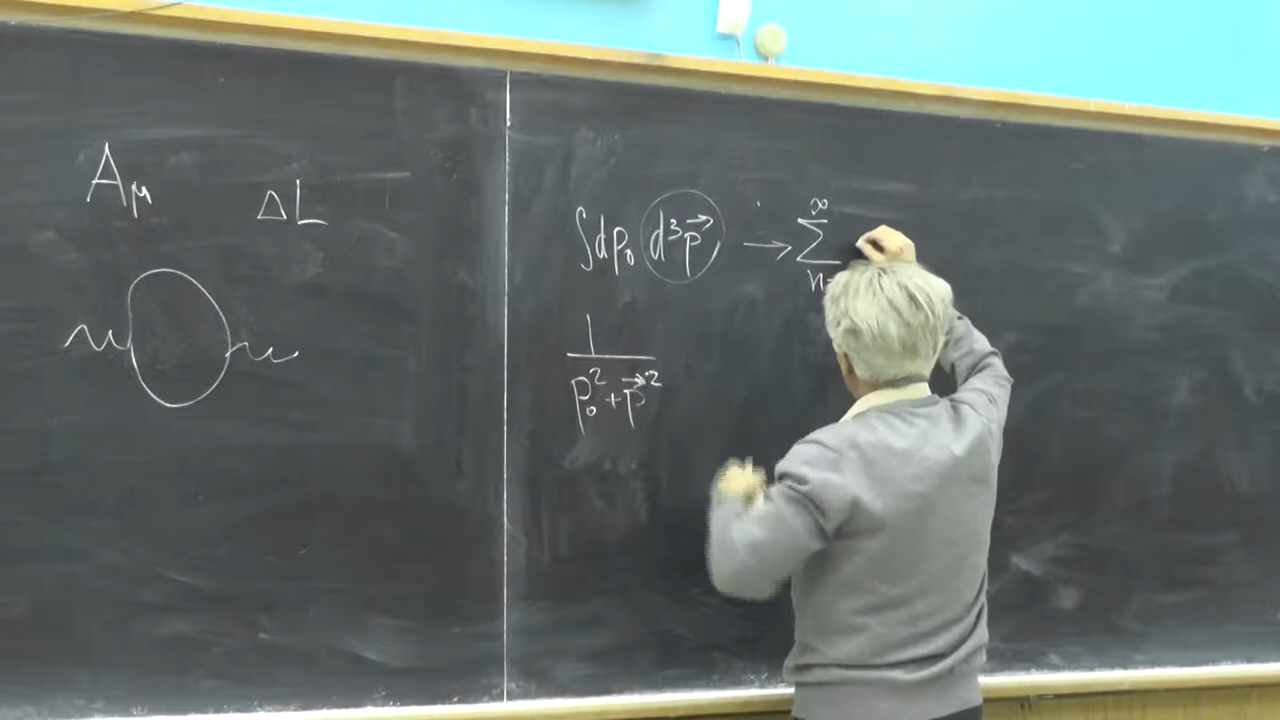 A_μ ΔL
∫dp₀ d³p⃗ → ∑^∞_{n=
1/(p₀² + p⃗²)